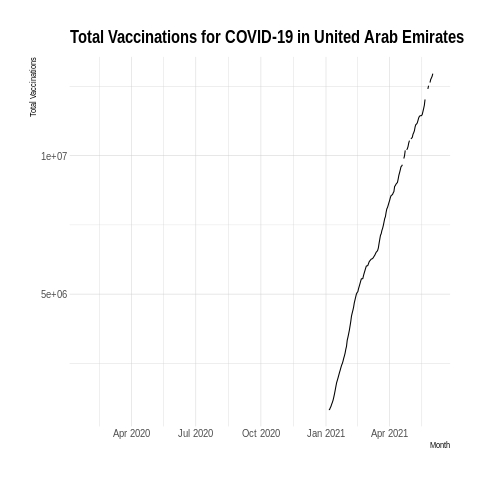 Total Vaccinations for COVID-19 in United Arab Emirates
Total Vaccinations
1e+07
5e+06
Apr 2020 Jul 2020 Oct 2020 Jan 2021 Apr 2021
Month